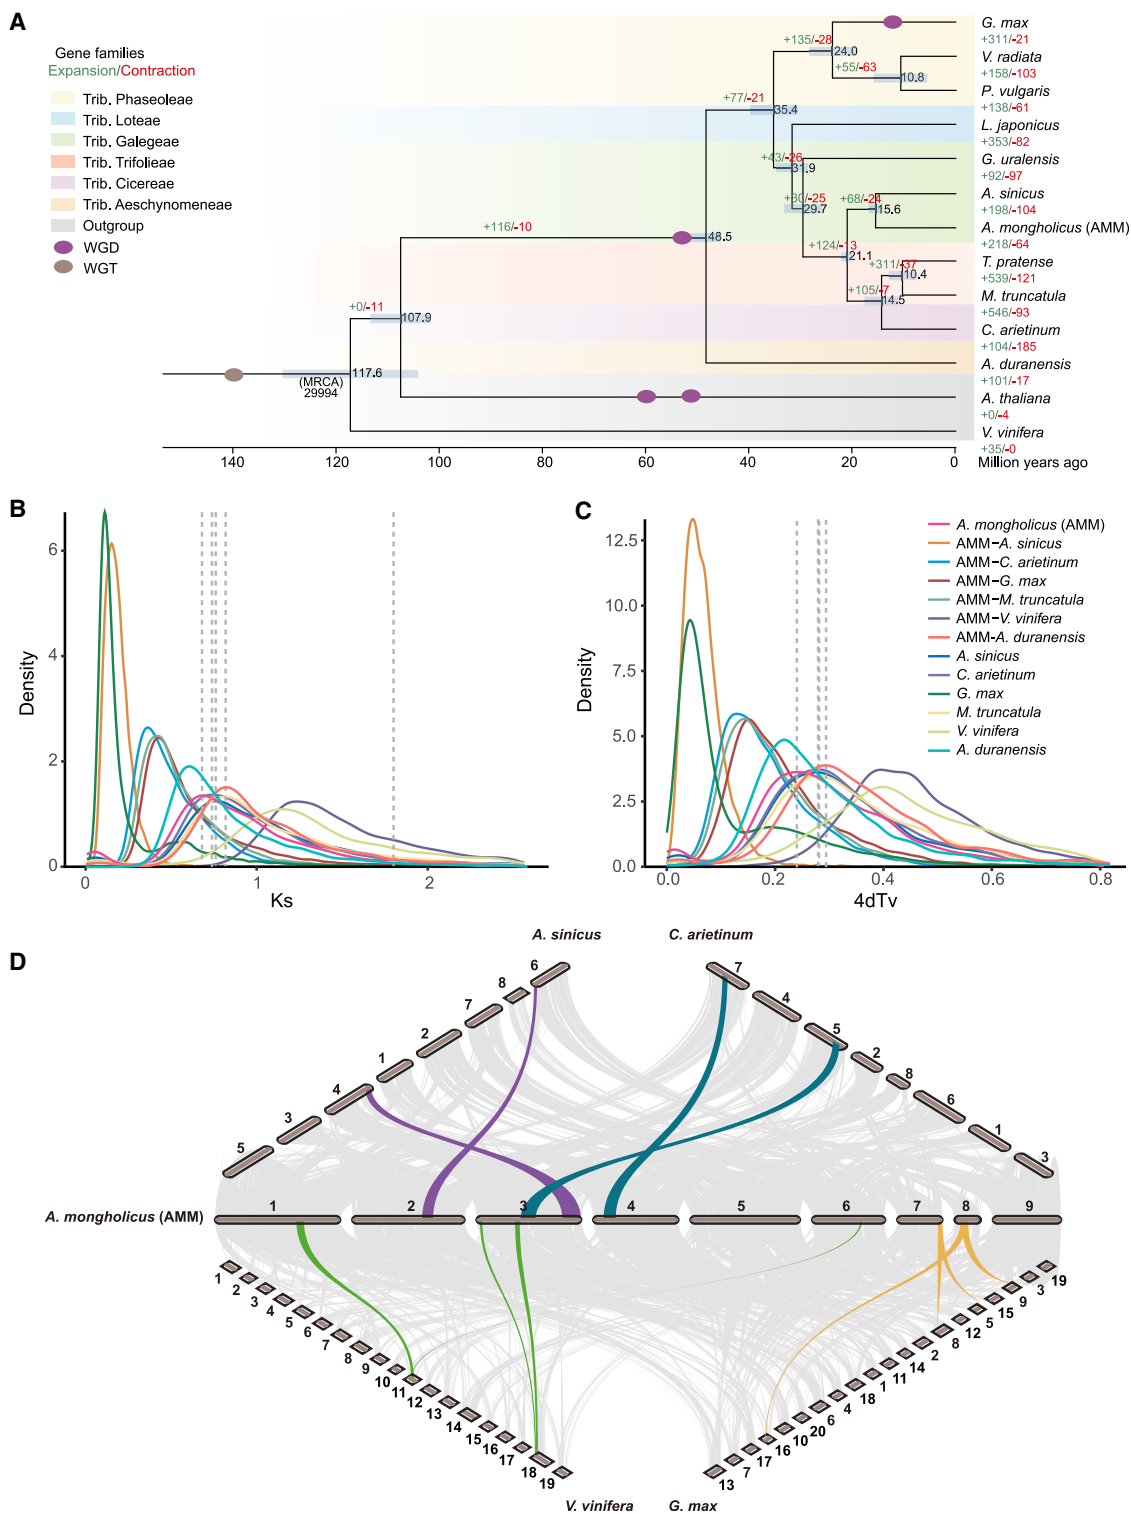 A
Gene families
Expansion/Contraction
Trib. Phaseoleae
Trib. Loteae
Trib. Galegeae
Trib. Trifolieae
Trib. Cicereae
Trib. Aeschynomeneae
Outgroup
WGD
WGT
G. max
+311/-21
V. radiata
+158/-103
P. vulgaris
+138/-61
L. japonicus
+353/-82
G. uralensis
+92/-97
A. sinicus
+198/-104
A. mongholicus (AMM)
+218/-64
T. pratense
+539/-121
M. truncatula
+546/-93
C. arietinum
+104/-185
A. duranensis
+101/-17
A. thaliana
+0/-4
V. vinifera
+35/-0
+135/-28
24.0
+55/-63
10.8
+77/-21
35.4
+43/-26
31.9
+30/-25
29.7
+68/-24
15.6
+116/-10
48.5
+124/-13
21.1
+311/-37
10.4
+105/-7
14.5
+0/-11
107.9
117.6
(MRCA)
29994
140 120 100 80 60 40 20 0 Million years ago
B
Density
6
4
2
0
0 1 2
Ks
C
Density
12.5
10.0
7.5
5.0
2.5
0.0
0.0 0.2 0.4 0.6 0.8
4dTv
A. mongholicus (AMM)
AMM–A. sinicus
AMM–C. arietinum
AMM–G. max
AMM–M. truncatula
AMM–V. vinifera
AMM-A. duranensis
A. sinicus
C. arietinum
G. max
M. truncatula
V. vinifera
A. duranensis
D
A. sinicus
C. arietinum
5 3 4 1 2 7 8 6
7 4 5 2 8 6 1 3
A. mongholicus (AMM)
1 2 3 4 5 6 7 8 9
1 2 3 4 5 6 7 8 9 10 11 12 13 14 15 16 17 18 19
13 7 17 16 10 20 6 4 18 1 11 14 2 8 12 5 15 9 3 19
V. vinifera
G. max